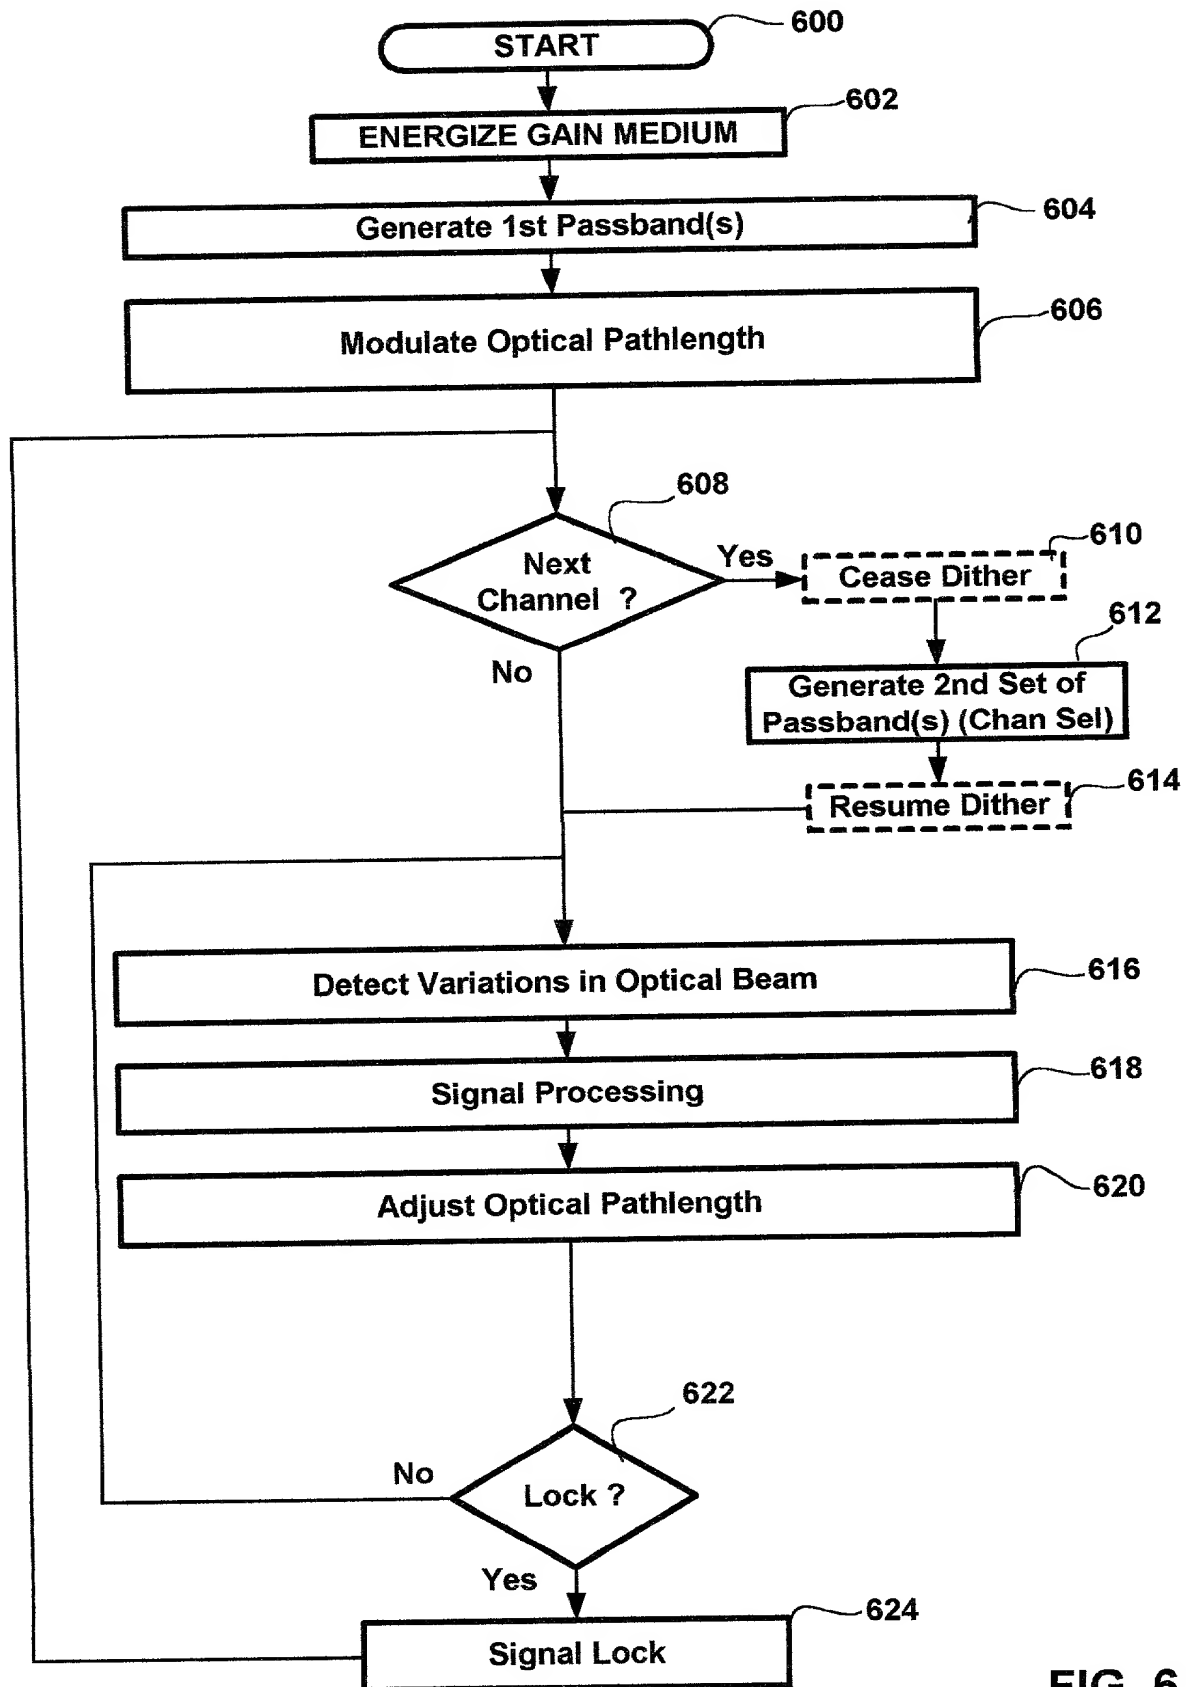 START
600
ENERGIZE GAIN MEDIUM
602
Generate 1st Passband(s)
604
Modulate Optical Pathlength
606
608
Next
Channel ?
Yes
610
Cease Dither
612
No
Generate 2nd Set of
Passband(s) (Chan Sel)
614
Resume Dither
Detect Variations in Optical Beam
616
Signal Processing
618
Adjust Optical Pathlength
620
622
No
Lock ?
Yes
624
Signal Lock
FIG. 6